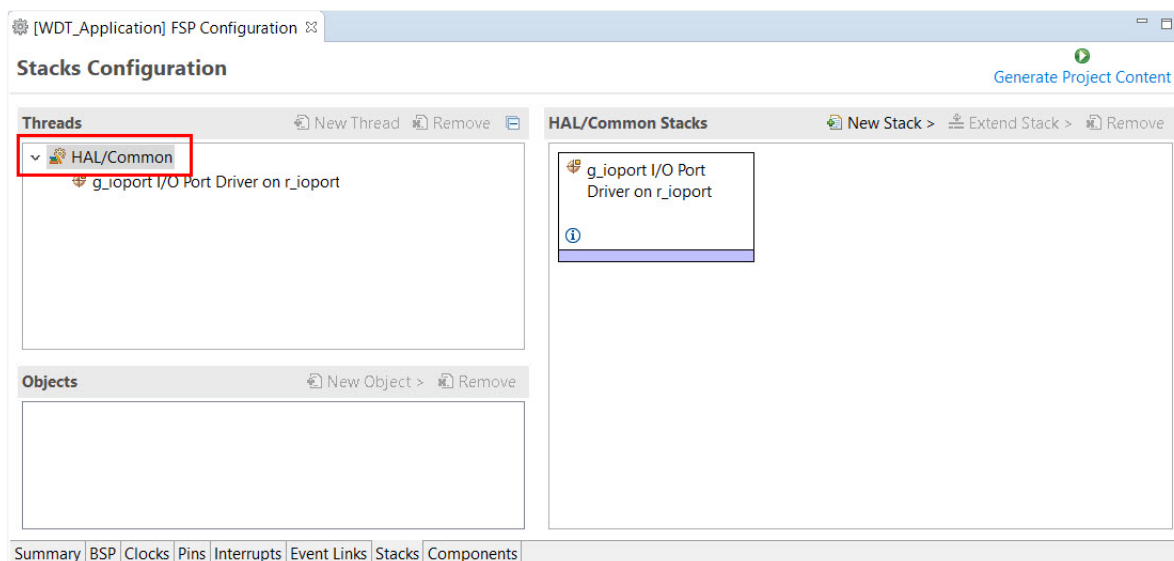 [WDT_Application] FSP Configuration
Stacks Configuration
Generate Project Content
Threads
New Thread
Remove
HAL/Common
g_ioport I/O Port Driver on r_ioport
HAL/Common Stacks
New Stack >
Extend Stack >
Remove
g_ioport I/O Port
Driver on r_ioport
Objects
New Object >
Remove
Summary BSP Clocks Pins Interrupts Event Links Stacks Components